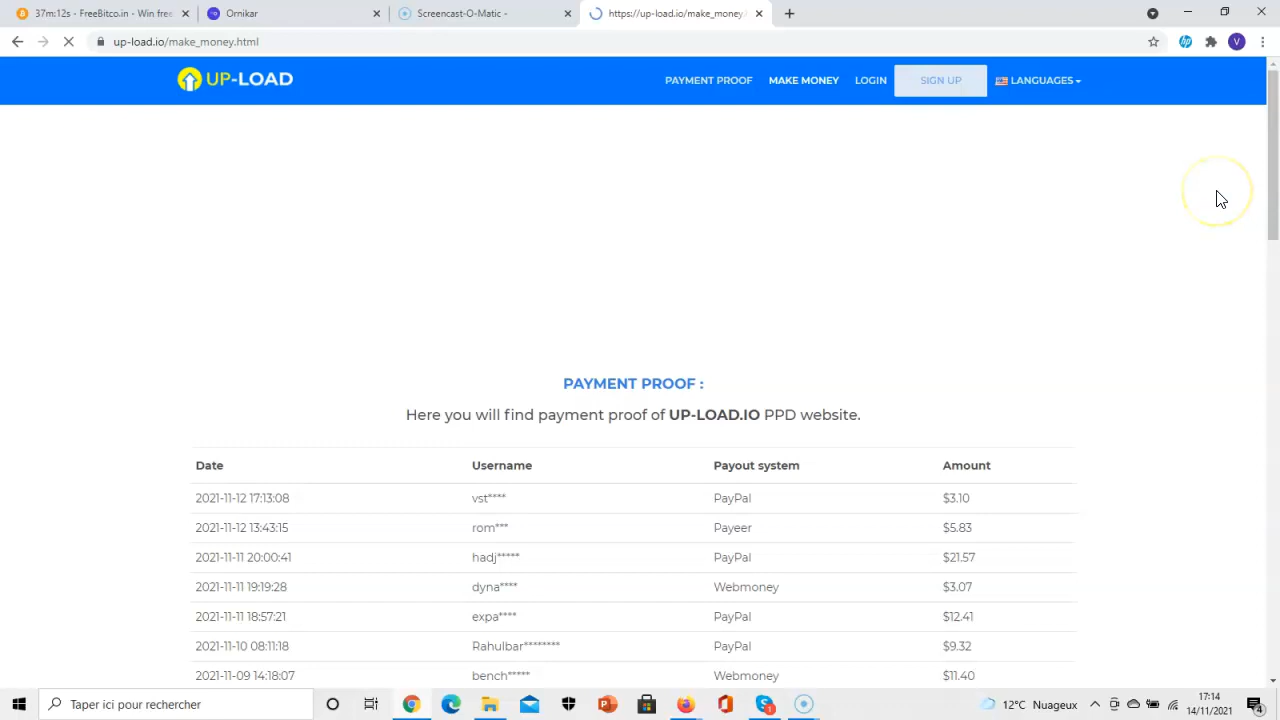 37m:12s - FreeBitco.in - Win free
Ornikar
Screencast-O-Matic -
https://up-load.io/make_money
up-load.io/make_money.html
V
UP-LOAD
PAYMENT PROOF MAKE MONEY LOGIN SIGN UP LANGUAGES
PAYMENT PROOF :
Here you will find payment proof of UP-LOAD.IO PPD website.
Date Username Payout system Amount
2021-11-12 17:13:08 vst**** PayPal $3.10
2021-11-12 13:43:15 rom*** Payeer $5.83
2021-11-11 20:00:41 hadj***** PayPal $21.57
2021-11-11 19:19:28 dyna**** Webmoney $3.07
2021-11-11 18:57:21 expa**** PayPal $12.41
2021-11-10 08:11:18 Rahulbar******** PayPal $9.32
2021-11-09 14:18:07 bench***** Webmoney $11.40
Taper ici pour rechercher
12°C Nuageux
17:14
14/11/2021
4